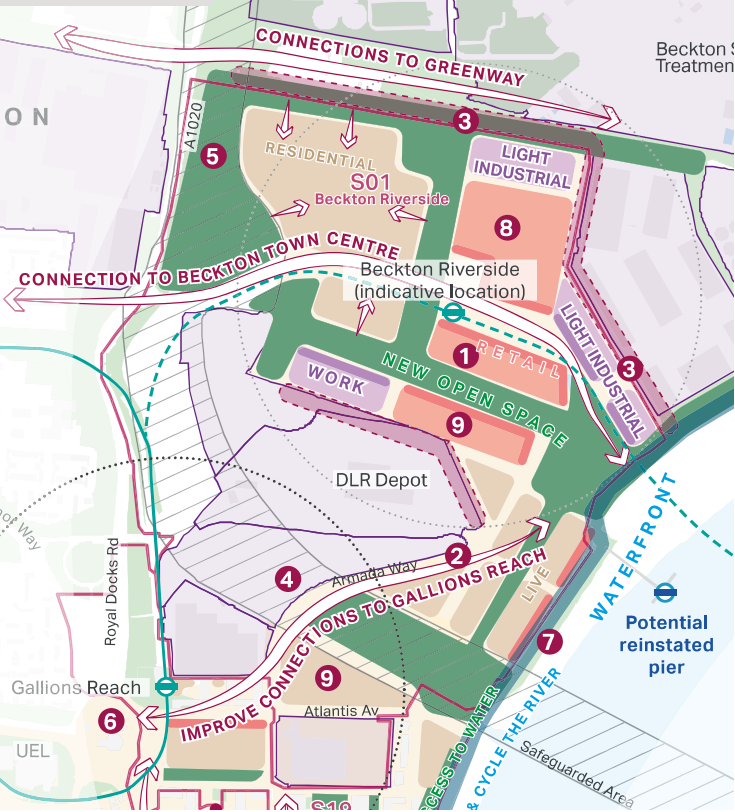 CONNECTIONS TO GREENWAY
Beckton S
Treatmen
ON
A1020
3
5
RESIDENTIAL
LIGHT
INDUSTRIAL
S01
Beckton Riverside
8
CONNECTION TO BECKTON TOWN CENTRE
Beckton Riverside
(indicative location)
1
RETAIL
LIGHT INDUSTRIAL
3
WORK
NEW OPEN SPACE
9
DLR Depot
WATERFRONT
Way
Royal Docks Rd
2
Armada Way
4
IMPROVE CONNECTIONS TO GALLIONS REACH
LIVE
Potential
reinstated
pier
7
Gallions Reach
9
6
Atlantis Av
UEL
CESS TO WATER
& CYCLE THE RIVER
Safeguarded Area
S19